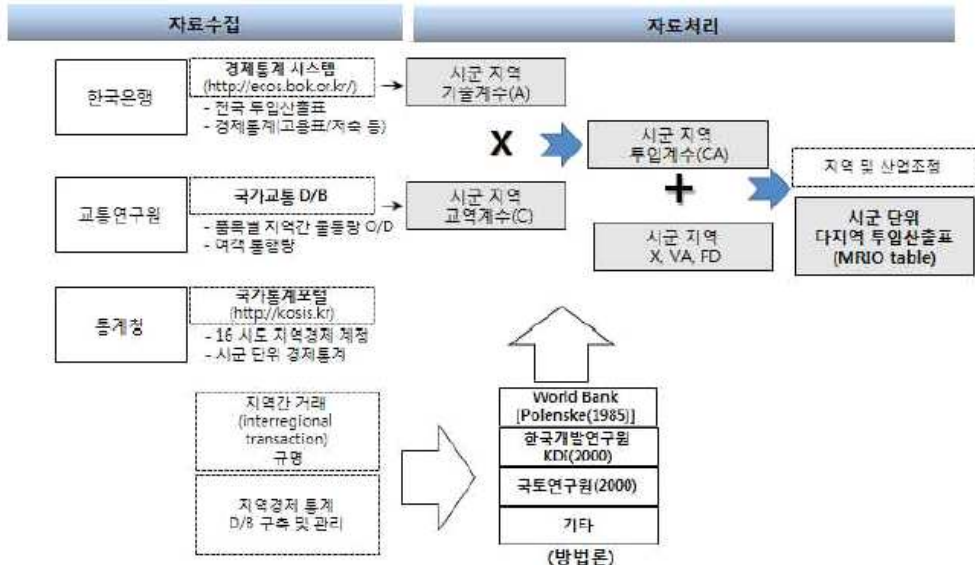 자료수집
자료처리
한국은행
경제통계 시스템
(http://ecos.bok.or.kr/)
- 전국 투입산출표
- 경제통계(고용표/저축 등)
시군 지역
기술계수(A)
X
시군 지역
투입계수(CA)
교통연구원
국가교통 D/B
- 품목별 지역간 물동량 O/D
- 여객 통행량
시군 지역
교역계수(C)
+
시군 지역
X, VA, FD
지역 및 산업조정
시군 단위
다지역 투입산출표
(MRIO table)
통계청
국가통계포털
(http://kosis.kr)
- 16 시도 지역경제 계정
- 시군 단위 경제통계
지역간 거래
(interregional
transaction)
규명
지역경제 통계
D/B 구축 및 관리
World Bank
[Polenske(1985)]
한국개발연구원
KDI(2000)
국토연구원(2000)
기타
(방법론)